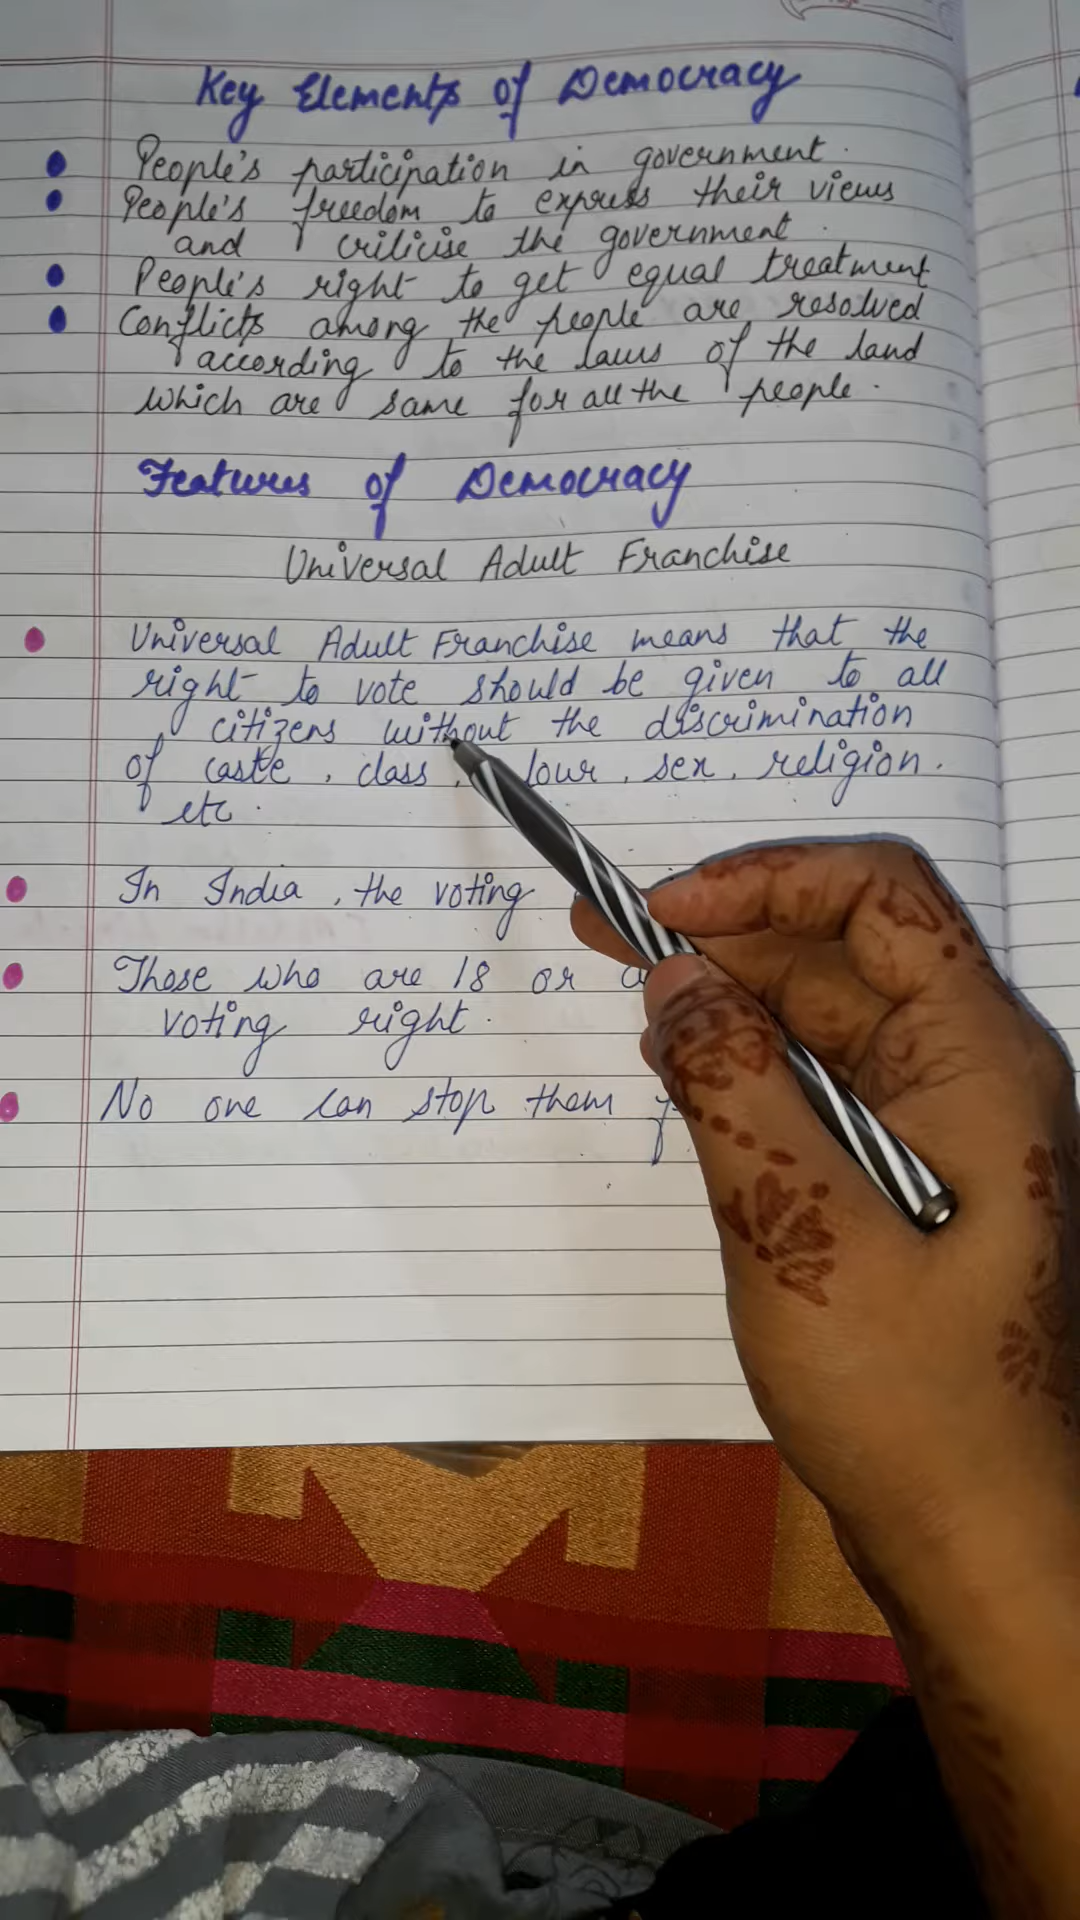 Key Elements of Democracy
People's participation in government.
People's freedom to express their views
and criticise the government.
People's right to get equal treatment
Conflicts among the people are resolved
according to the laws of the land
which are same for all the people.
Features of Democracy
Universal Adult Franchise
Universal Adult Franchise means that the
right to vote should be given to all
citizens without the discrimination
of caste, class, lour, sex, religion.
etc.
In India, the voting
Those who are 18 or a
voting right.
No one can stop them f